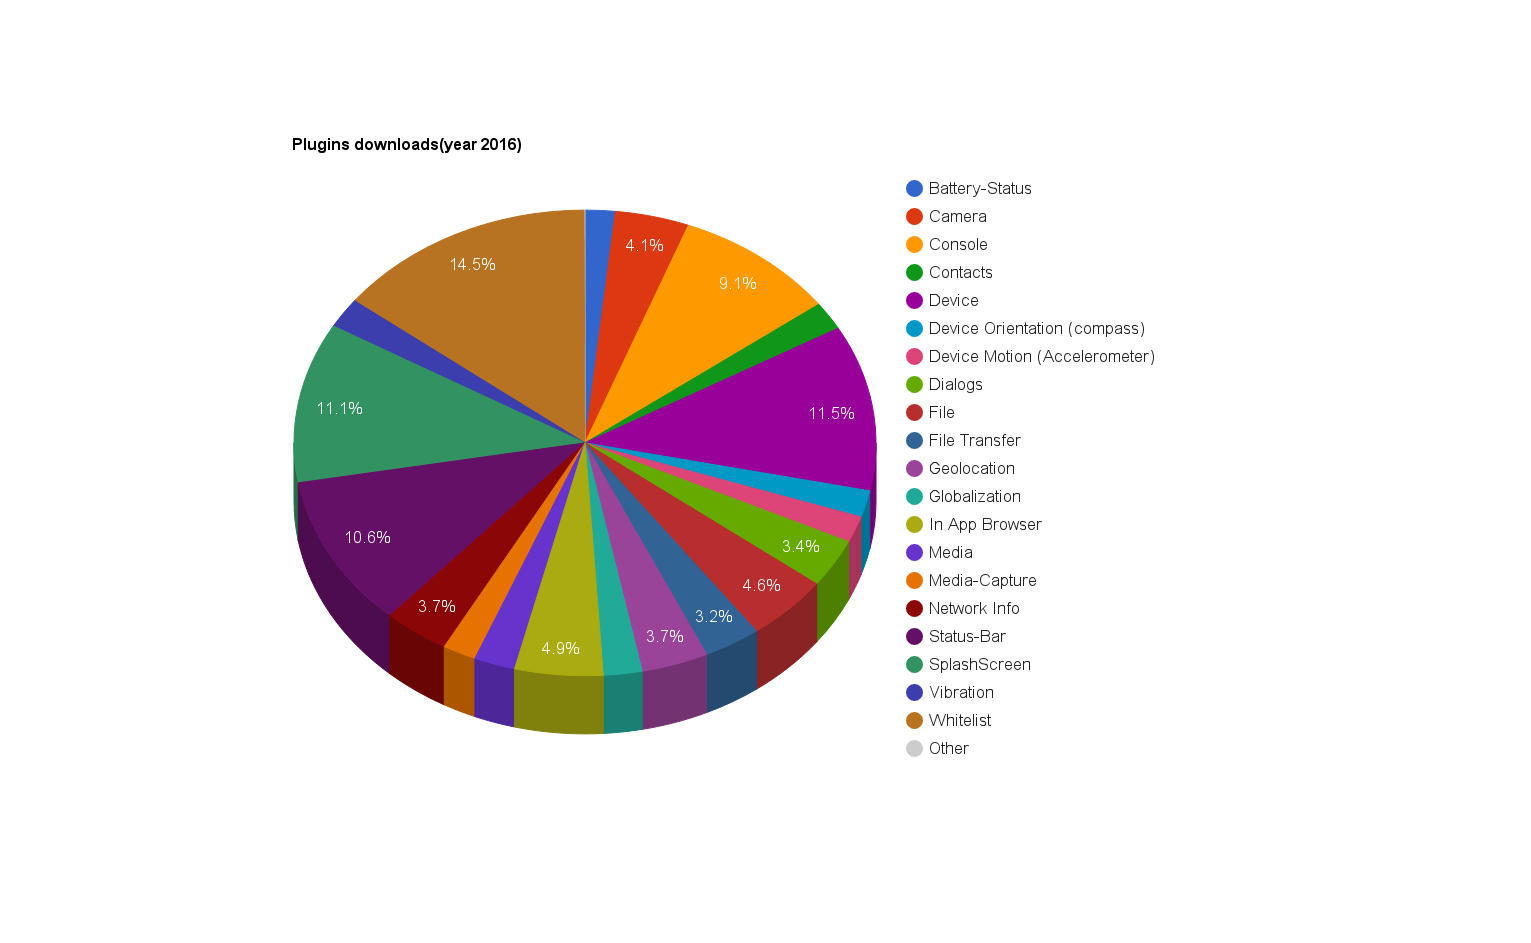 Plugins downloads(year 2016)
14.5%
4.1%
9.1%
11.1%
11.5%
10.6%
3.4%
4.6%
3.7%
3.2%
3.7%
4.9%
Battery-Status
Camera
Console
Contacts
Device
Device Orientation (compass)
Device Motion (Accelerometer)
Dialogs
File
File Transfer
Geolocation
Globalization
In App Browser
Media
Media-Capture
Network Info
Status-Bar
SplashScreen
Vibration
Whitelist
Other